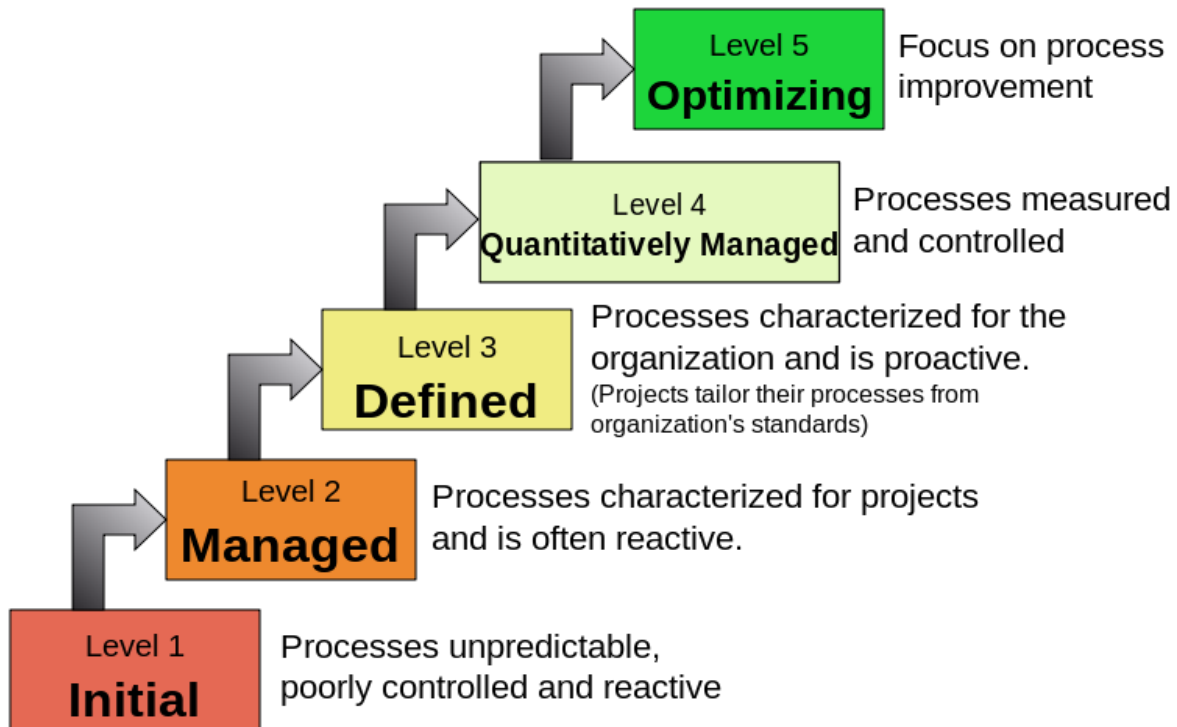 Level 5
Optimizing
Focus on process
improvement
Level 4
Quantitatively Managed
Processes measured
and controlled
Level 3
Defined
Processes characterized for the
organization and is proactive.
(Projects tailor their processes from
organization's standards)
Level 2
Managed
Processes characterized for projects
and is often reactive.
Level 1
Initial
Processes unpredictable,
poorly controlled and reactive